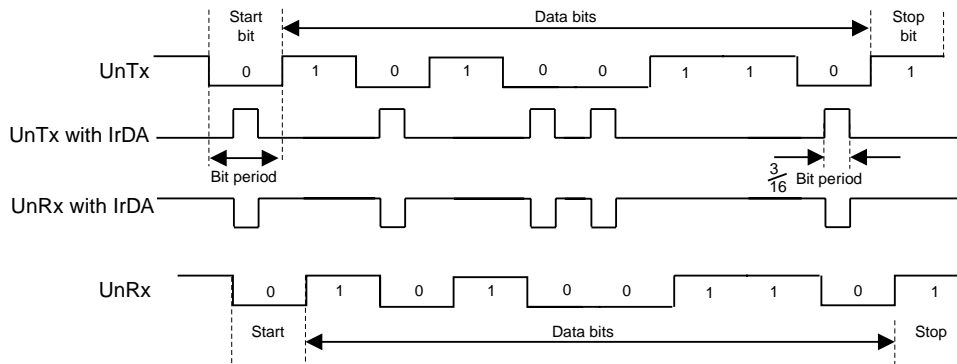 Start bit
Data bits
Stop bit
UnTx
0 1 0 1 0 0 1 1 0 1
UnTx with IrDA
Bit period
3/16 Bit period
UnRx with IrDA
UnRx
0 1 0 1 0 0 1 1 0 1
Start
Data bits
Stop